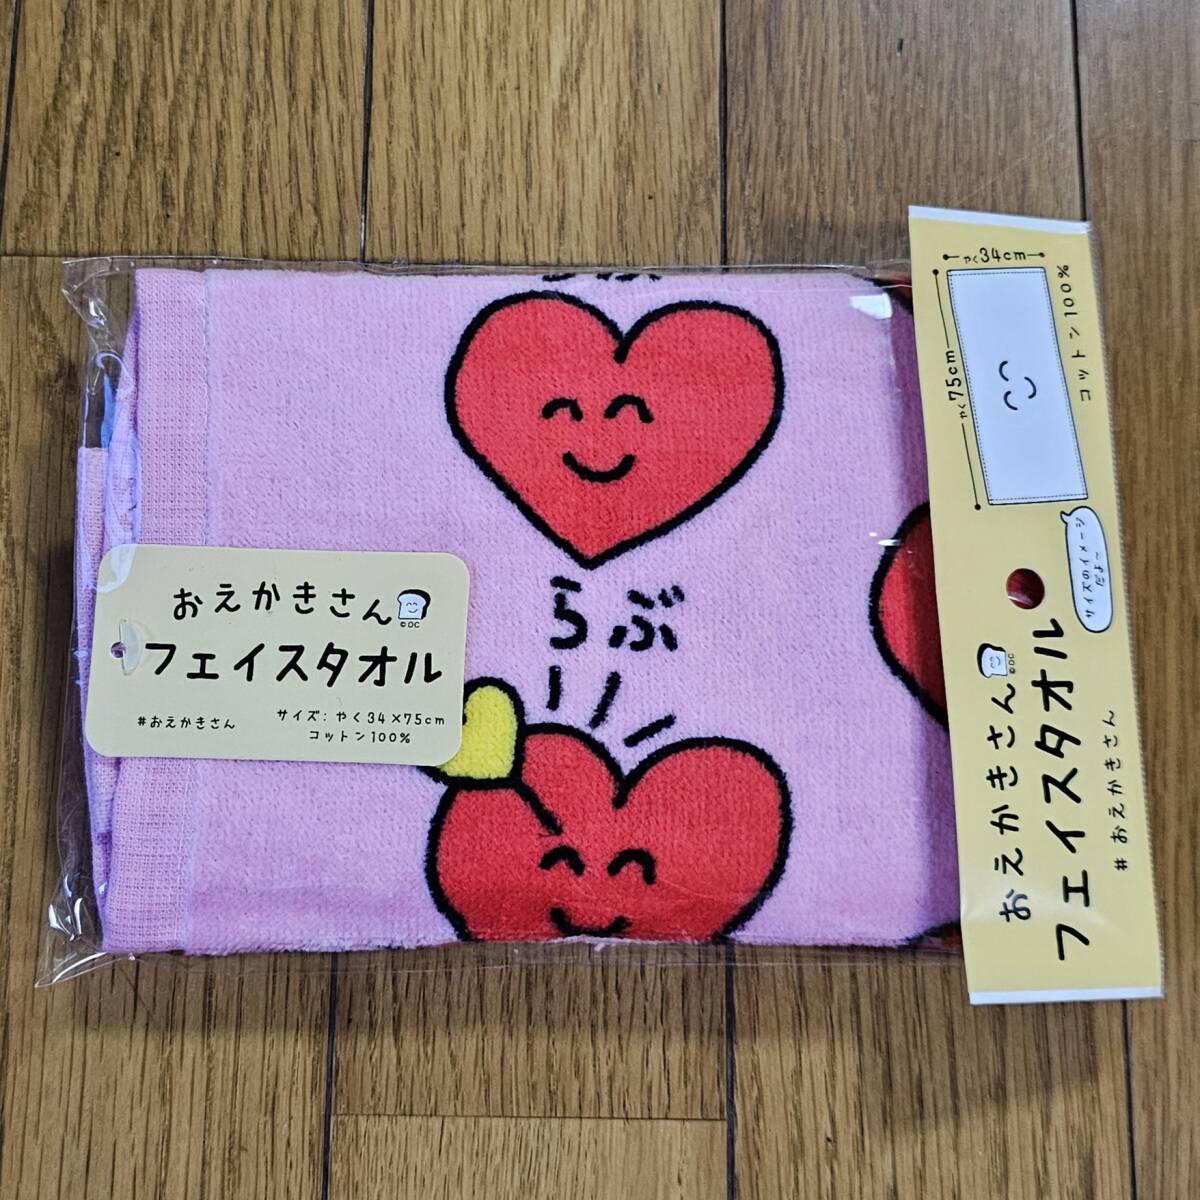 らぶ
らぶ
おえかきさん
©DC
フェイスタオル
#おえかきさん
サイズ: やく34×75cm
コットン100%
やく34cm
やく75cm
コットン100%
サイズのイメージ
だよ〜
おえかきさん
©DC
フェイスタオル
#おえかきさん